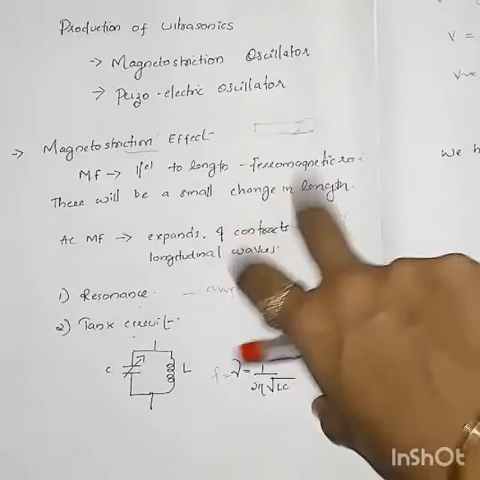 Production of Ultrasonics
→ Magnetostriction Oscillator
→ Peizo-electric oscillator
→ Magnetostriction Effect-
Mf → ||el to length - ferromagnetic
There will be a small change in length.
AC Mf → expands. & contracts
longitudinal waves.
1) Resonance.
2) Tank circuit-
C L f = ν = 1/2π√LC
V =
We h
InShOt